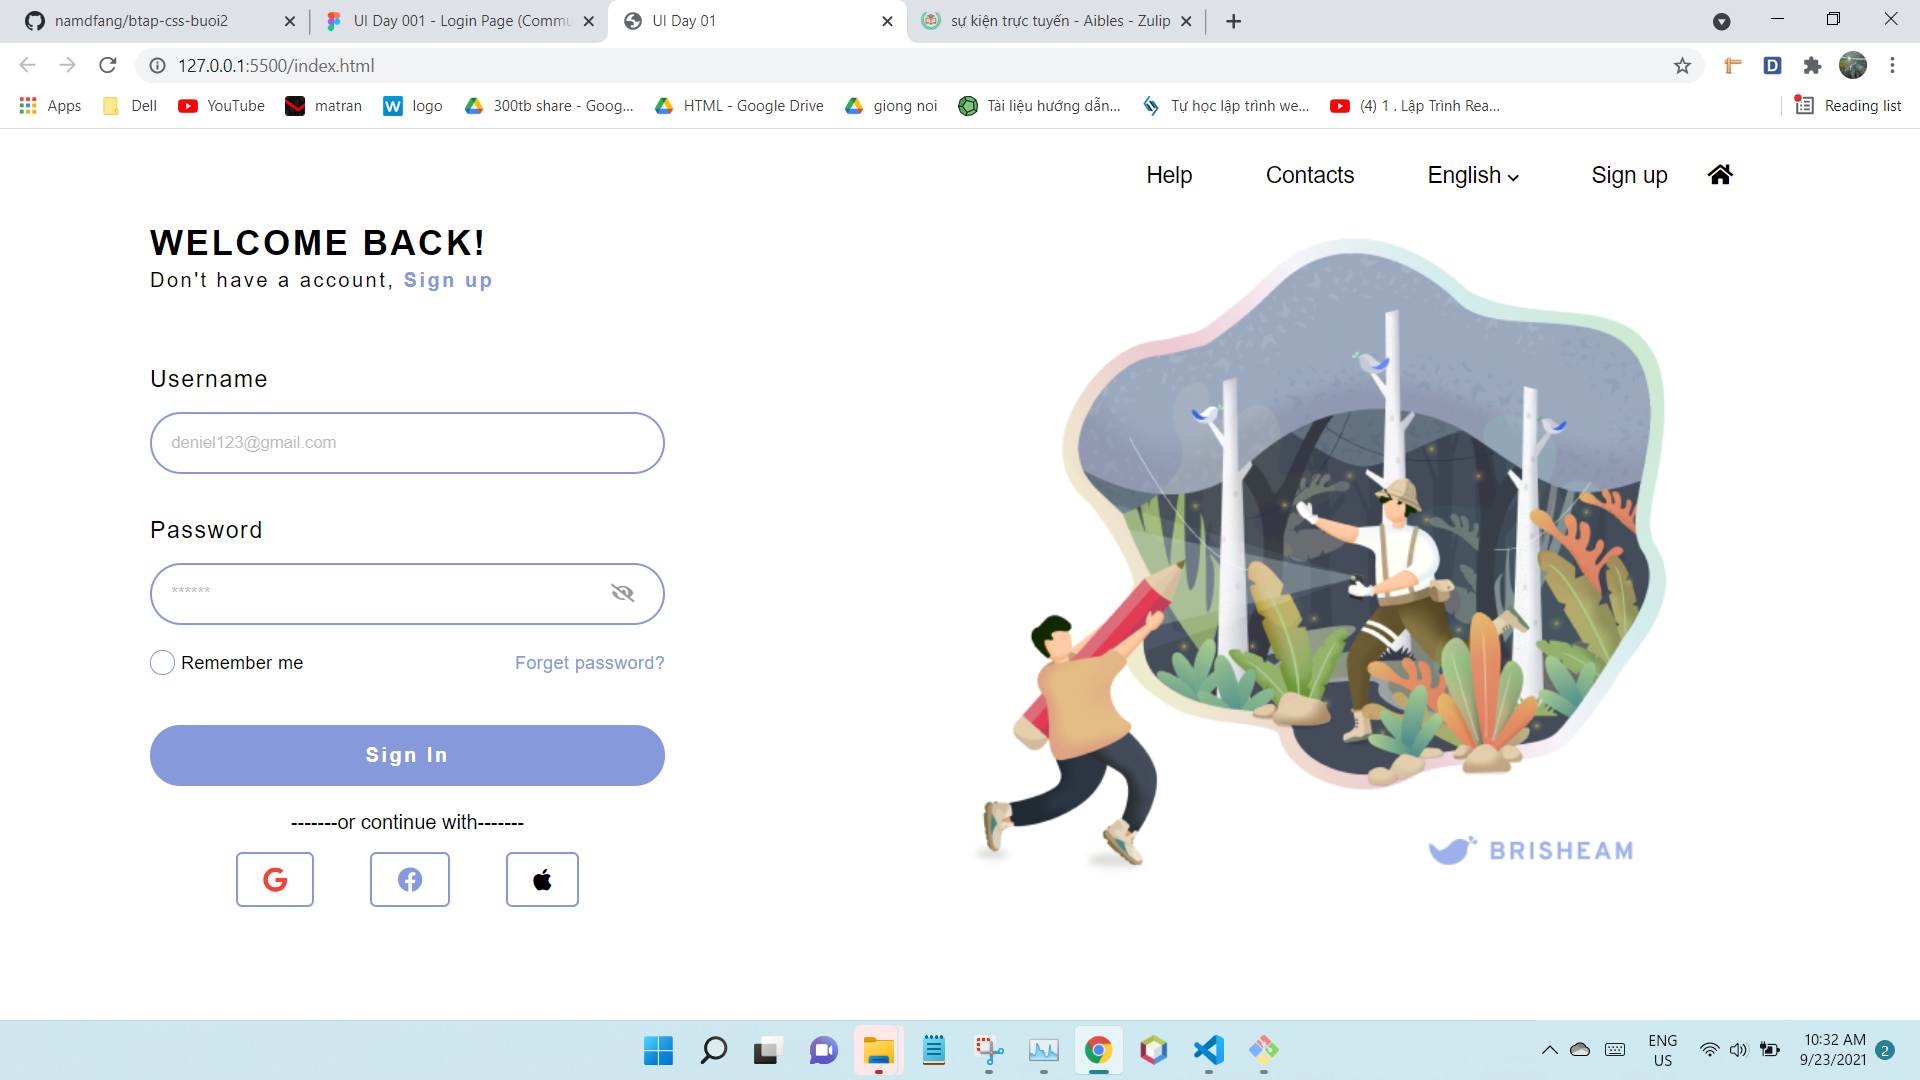 namdfang/btap-css-buoi2
UI Day 001 - Login Page (Commu
UI Day 01
sự kiện trực tuyến - Aibles - Zulip
127.0.0.1:5500/index.html
D
Apps
Dell
YouTube
matran
W
logo
300tb share - Goog...
HTML - Google Drive
giong noi
Tài liệu hướng dẫn...
Tự học lập trình we...
(4) 1 . Lập Trình Rea...
Reading list
Help
Contacts
English
Sign up
WELCOME BACK!
Don't have a account, Sign up
Username
deniel123@gmail.com
Password
******
Remember me
Forget password?
Sign In
-------or continue with-------
G
BRISHEAM
ENG
US
10:32 AM
9/23/2021
2